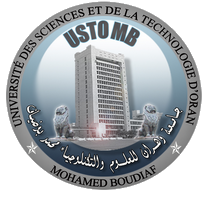 UNIVERSITÉ DES SCIENCES ET DE LA TECHNOLOGIE D'ORAN
USTO MB
جامعة وهران للعلوم والتكنولوجيا محمد بوضياف
MOHAMED BOUDIAF